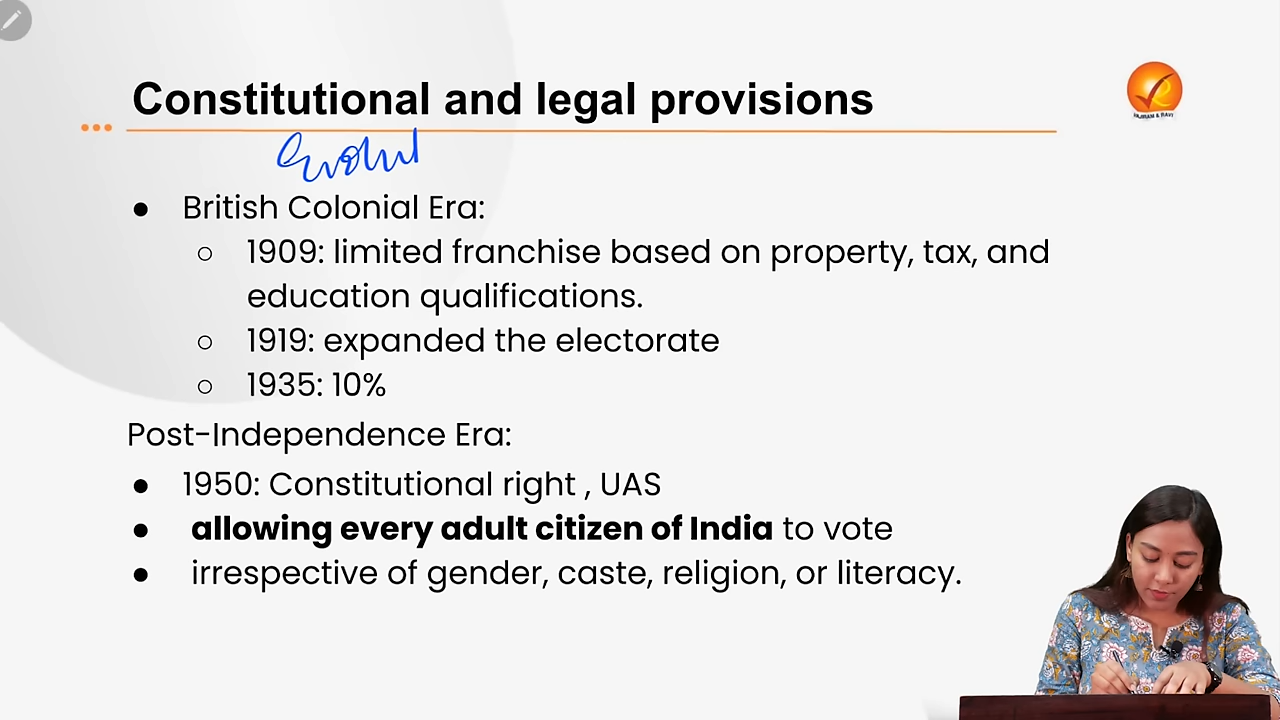 Constitutional and legal provisions
VAJIRAM & RAVI
● British Colonial Era:
○ 1909: limited franchise based on property, tax, and
education qualifications.
○ 1919: expanded the electorate
○ 1935: 10%
Post-Independence Era:
● 1950: Constitutional right , UAS
● allowing every adult citizen of India to vote
● irrespective of gender, caste, religion, or literacy.